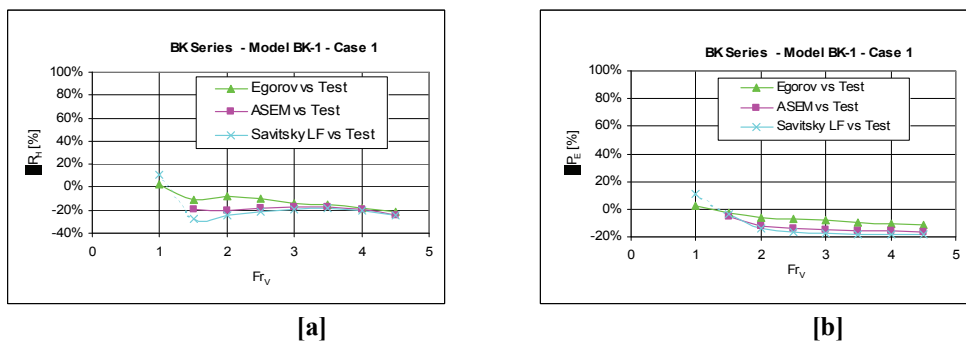 BK Series - Model BK-1 - Case 1
100%
80%
60%
40%
20%
0%
-20%
-40%
R_H [%]
Egorov vs Test
ASEM vs Test
Savitsky LF vs Test
0 1 2 3 4 5
Fr_V
[a]
BK Series - Model BK-1 - Case 1
100%
80%
60%
40%
20%
0%
-20%
P_E [%]
Egorov vs Test
ASEM vs Test
Savitsky LF vs Test
0 1 2 3 4 5
Fr_V
[b]